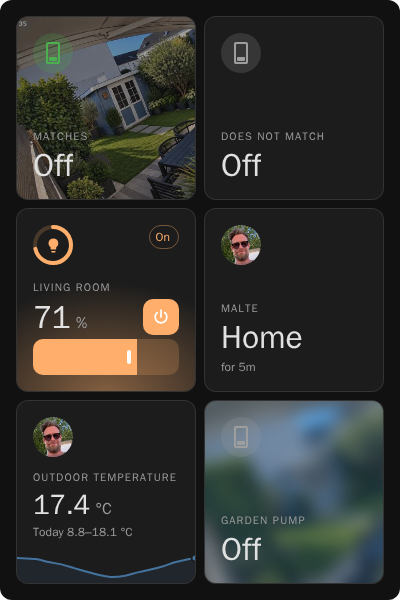 35
MATCHES
Off
DOES NOT MATCH
Off
On
LIVING ROOM
71 %
MALTE
Home
for 5m
OUTDOOR TEMPERATURE
17.4 °C
Today 8.8–18.1 °C
GARDEN PUMP
Off